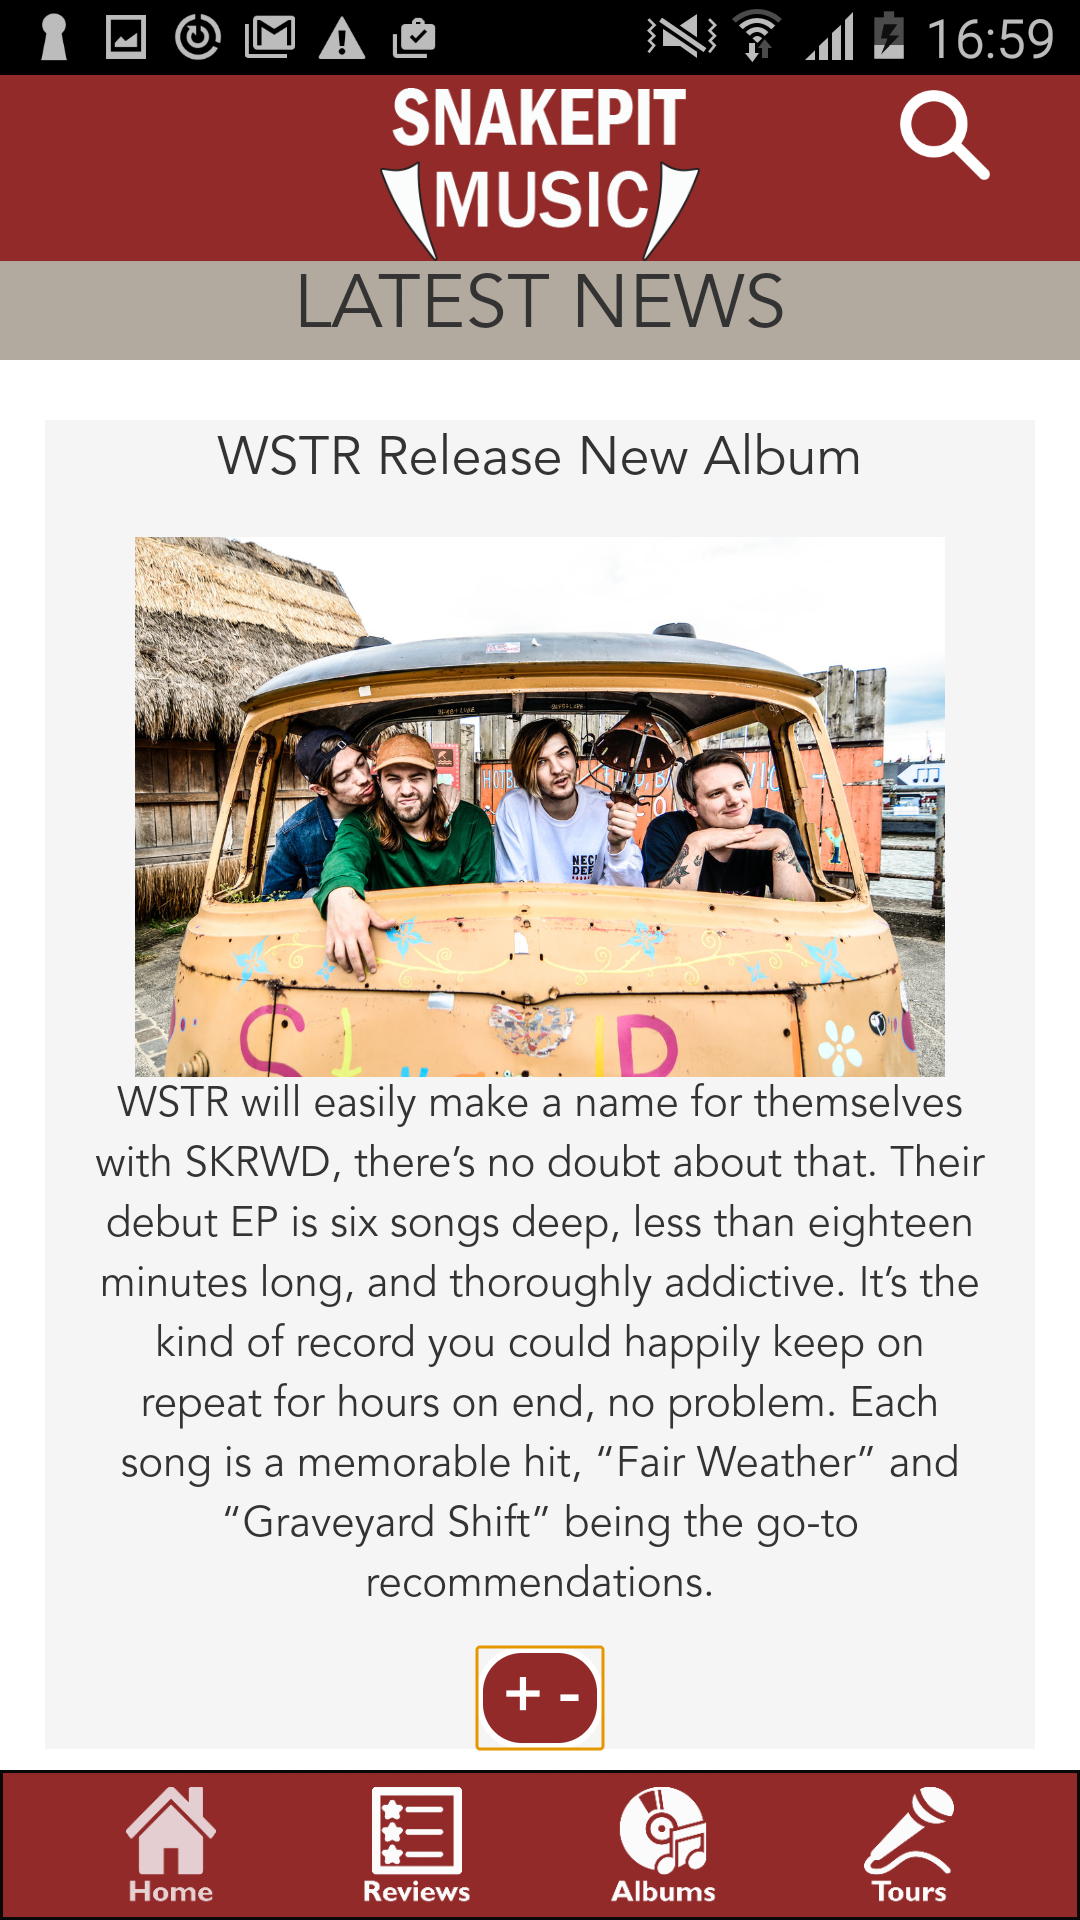 16:59
SNAKEPIT
MUSIC
LATEST NEWS
WSTR Release New Album
HOTB
NECK
DEE
WSTR will easily make a name for themselves
with SKRWD, there’s no doubt about that. Their
debut EP is six songs deep, less than eighteen
minutes long, and thoroughly addictive. It’s the
kind of record you could happily keep on
repeat for hours on end, no problem. Each
song is a memorable hit, “Fair Weather” and
“Graveyard Shift” being the go-to
recommendations.
+ -
Home Reviews Albums Tours